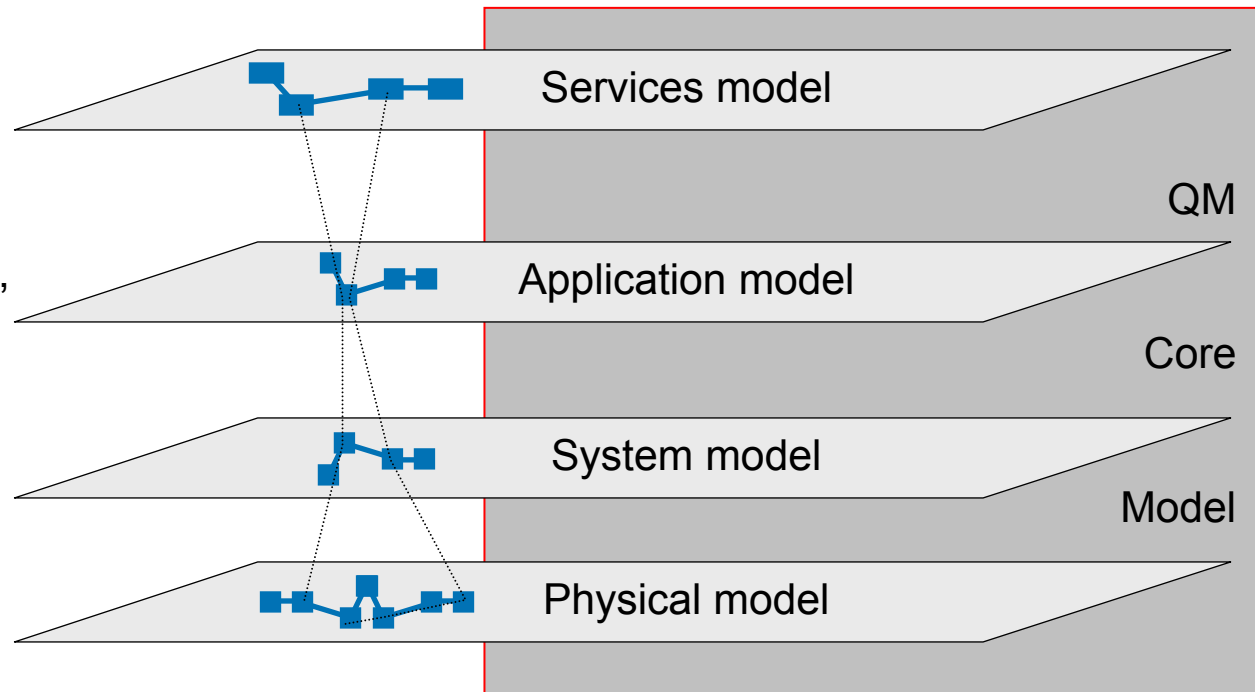 Services model
QM
,
Application model
Core
System model
Model
Physical model